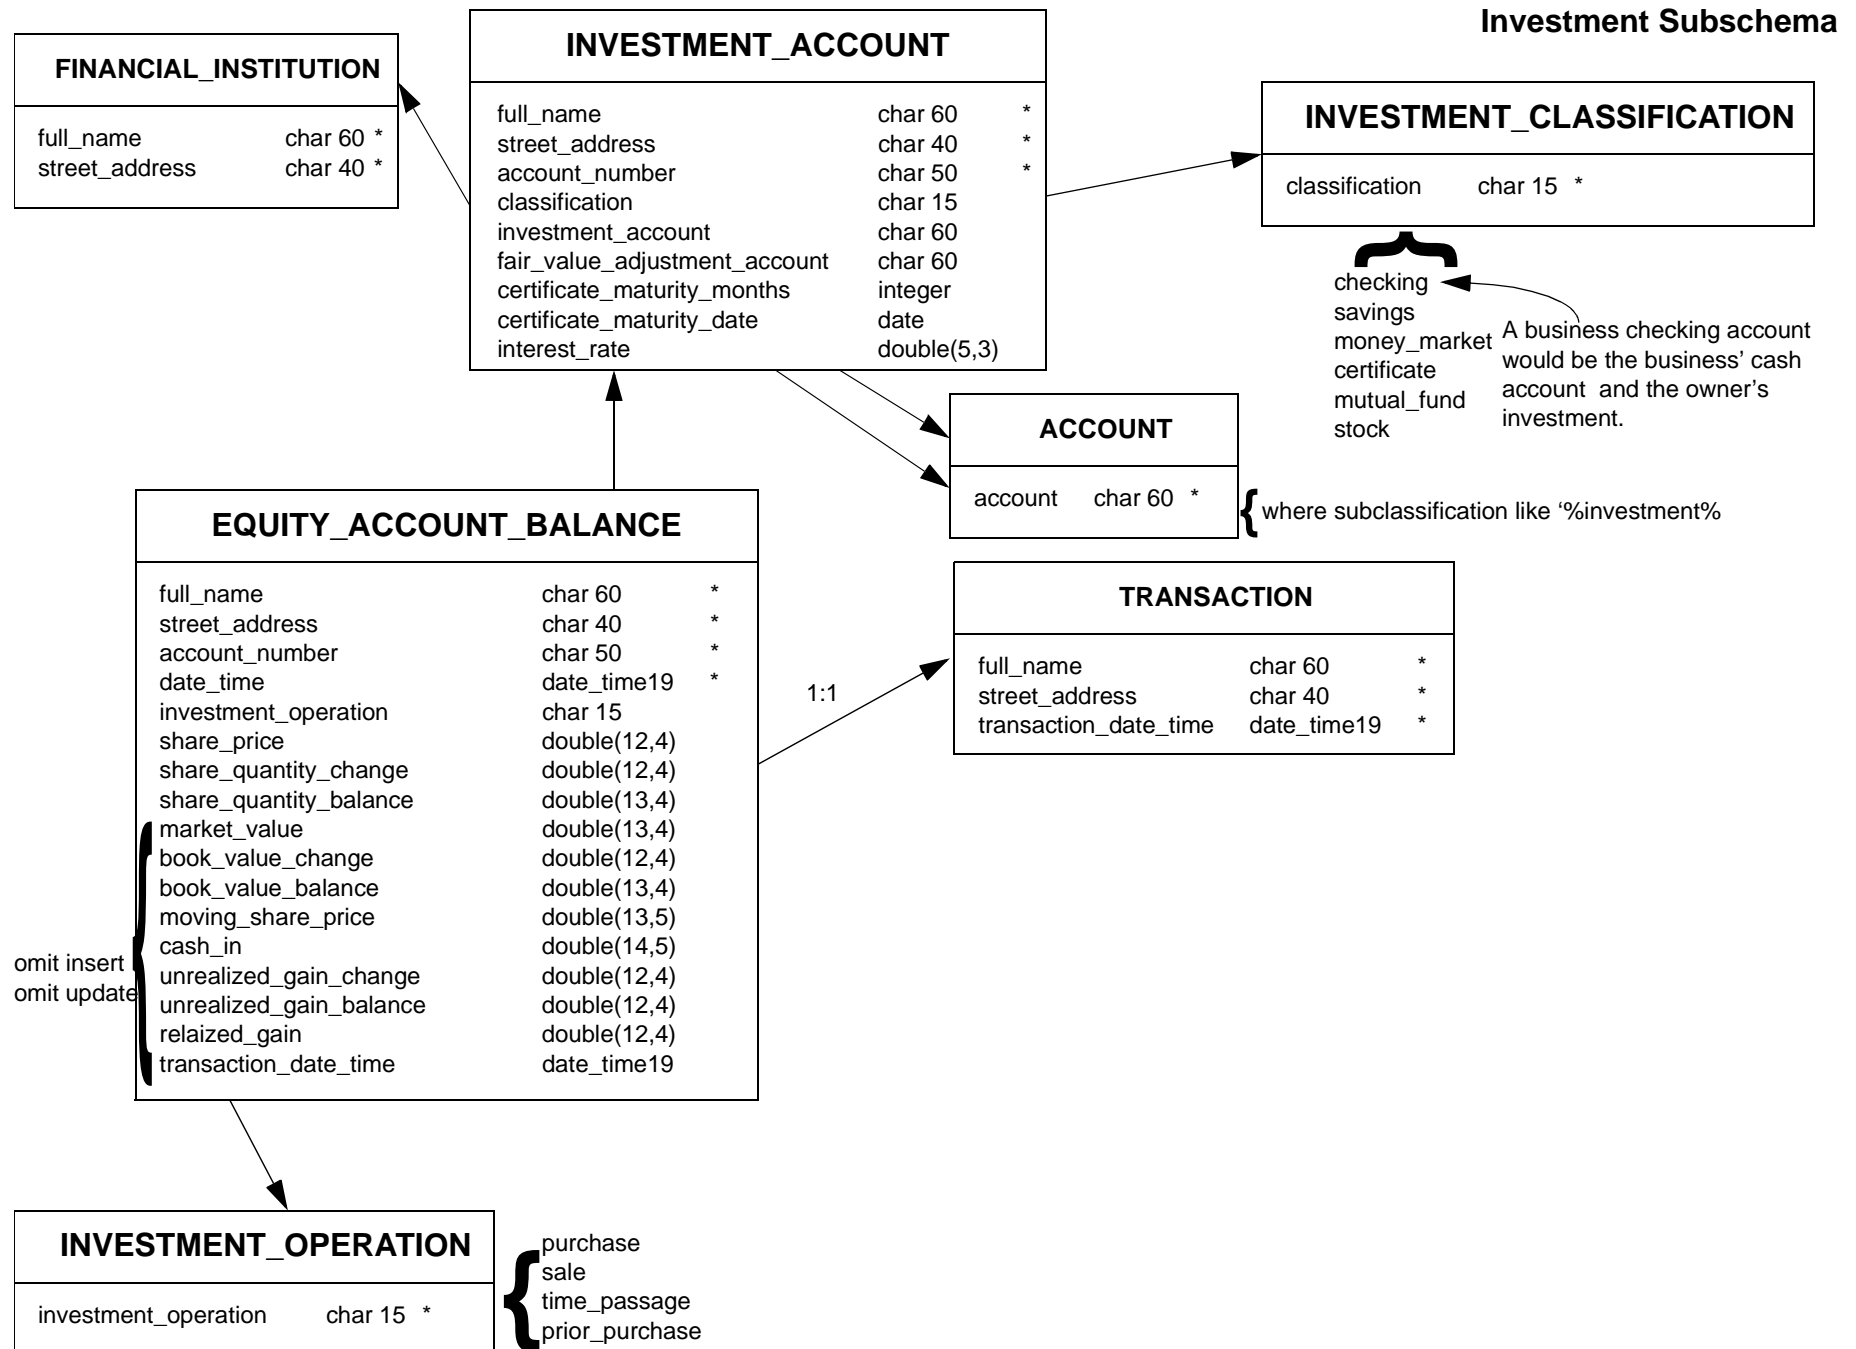 Investment Subschema
FINANCIAL_INSTITUTION
full_name char 60 *
street_address char 40 *
INVESTMENT_ACCOUNT
full_name char 60 *
street_address char 40 *
account_number char 50 *
classification char 15
investment_account char 60
fair_value_adjustment_account char 60
certificate_maturity_months integer
certificate_maturity_date date
interest_rate double(5,3)
INVESTMENT_CLASSIFICATION
classification char 15 *
{
checking
savings
money_market
certificate
mutual_fund
stock
A business checking account
would be the business’ cash
account and the owner’s
investment.
ACCOUNT
account char 60 *
{ where subclassification like ‘%investment%
EQUITY_ACCOUNT_BALANCE
full_name char 60 *
street_address char 40 *
account_number char 50 *
date_time date_time19 *
investment_operation char 15
share_price double(12,4)
share_quantity_change double(12,4)
share_quantity_balance double(13,4)
market_value double(13,4)
book_value_change double(12,4)
book_value_balance double(13,4)
moving_share_price double(13,5)
cash_in double(14,5)
unrealized_gain_change double(12,4)
unrealized_gain_balance double(12,4)
relaized_gain double(12,4)
transaction_date_time date_time19
{
omit insert
omit update
1:1
TRANSACTION
full_name char 60 *
street_address char 40 *
transaction_date_time date_time19 *
INVESTMENT_OPERATION
investment_operation char 15 *
{
purchase
sale
time_passage
prior_purchase